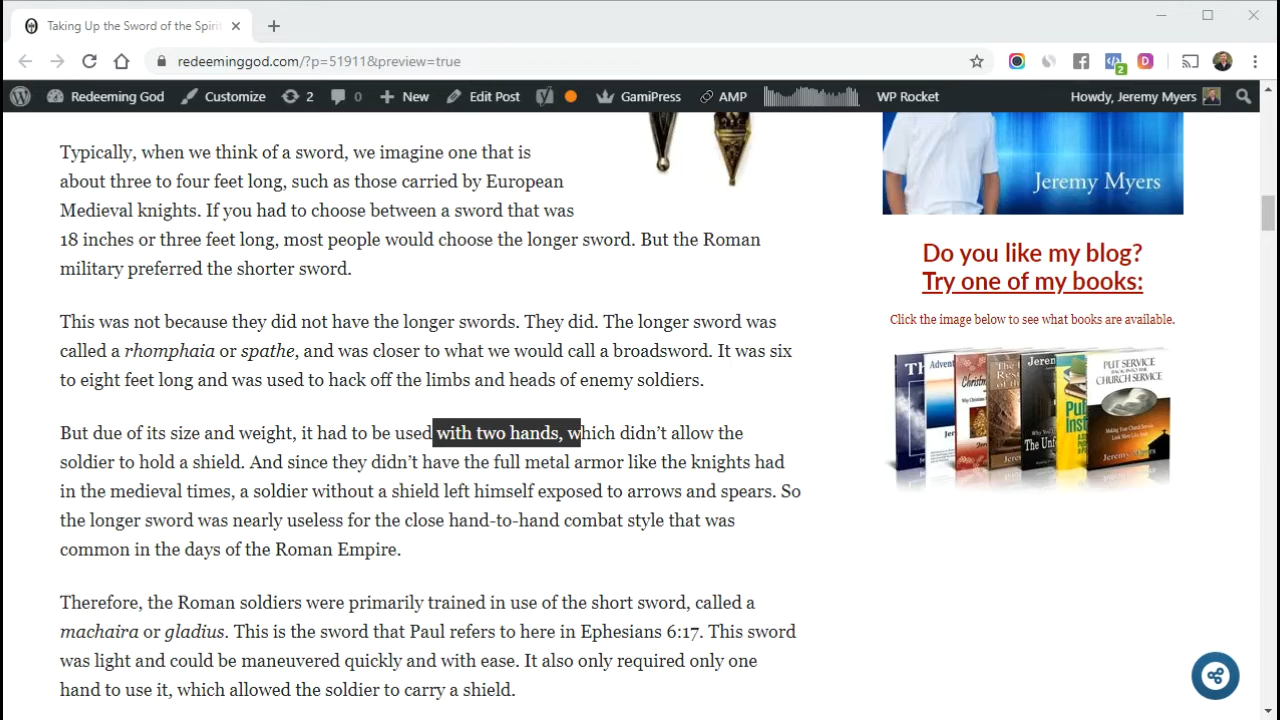 Taking Up the Sword of the Spiri
redeeminggod.com/?p=51911&preview=true
2
Redeeming God
Customize
2
0
New
Edit Post
GamiPress
AMP
WP Rocket
Howdy, Jeremy Myers
Typically, when we think of a sword, we imagine one that is
about three to four feet long, such as those carried by European
Medieval knights. If you had to choose between a sword that was
18 inches or three feet long, most people would choose the longer sword. But the Roman
military preferred the shorter sword.
This was not because they did not have the longer swords. They did. The longer sword was
called a rhomphaia or spathe, and was closer to what we would call a broadsword. It was six
to eight feet long and was used to hack off the limbs and heads of enemy soldiers.
But due of its size and weight, it had to be used with two hands, which didn’t allow the
soldier to hold a shield. And since they didn’t have the full metal armor like the knights had
in the medieval times, a soldier without a shield left himself exposed to arrows and spears. So
the longer sword was nearly useless for the close hand-to-hand combat style that was
common in the days of the Roman Empire.
Therefore, the Roman soldiers were primarily trained in use of the short sword, called a
machaira or gladius. This is the sword that Paul refers to here in Ephesians 6:17. This sword
was light and could be maneuvered quickly and with ease. It also only required only one
hand to use it, which allowed the soldier to carry a shield.
Jeremy Myers
Do you like my blog?
Try one of my books:
Click the image below to see what books are available.
PUT SERVICE
BACK INTO THE
CHURCH SERVICE
Jeremy Myers